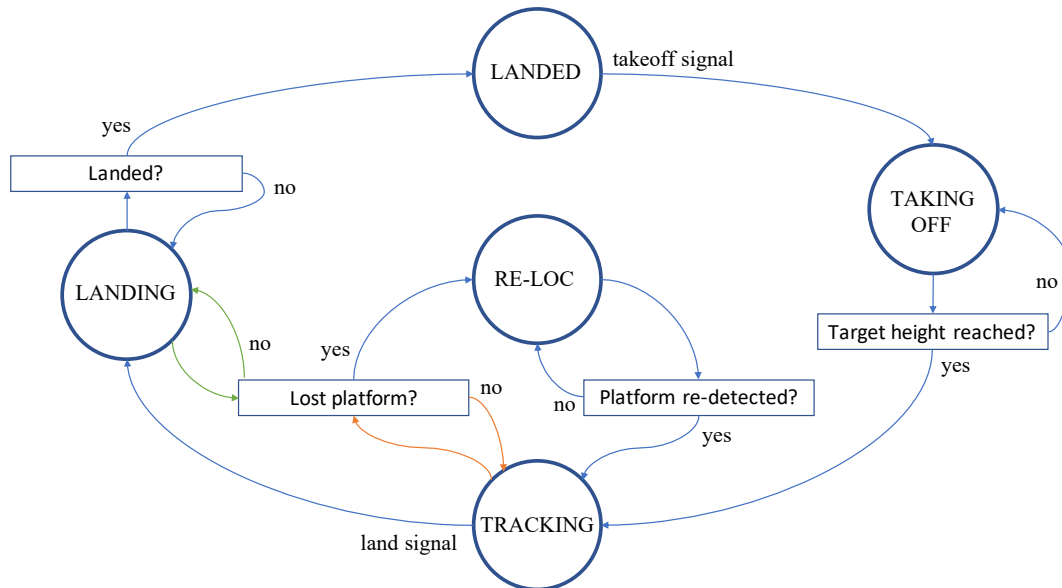 LANDED
takeoff signal
yes
Landed?
no
TAKING
OFF
RE-LOC
LANDING
no
Target height reached?
yes
no
yes
Lost platform?
no
no
Platform re-detected?
yes
TRACKING
land signal